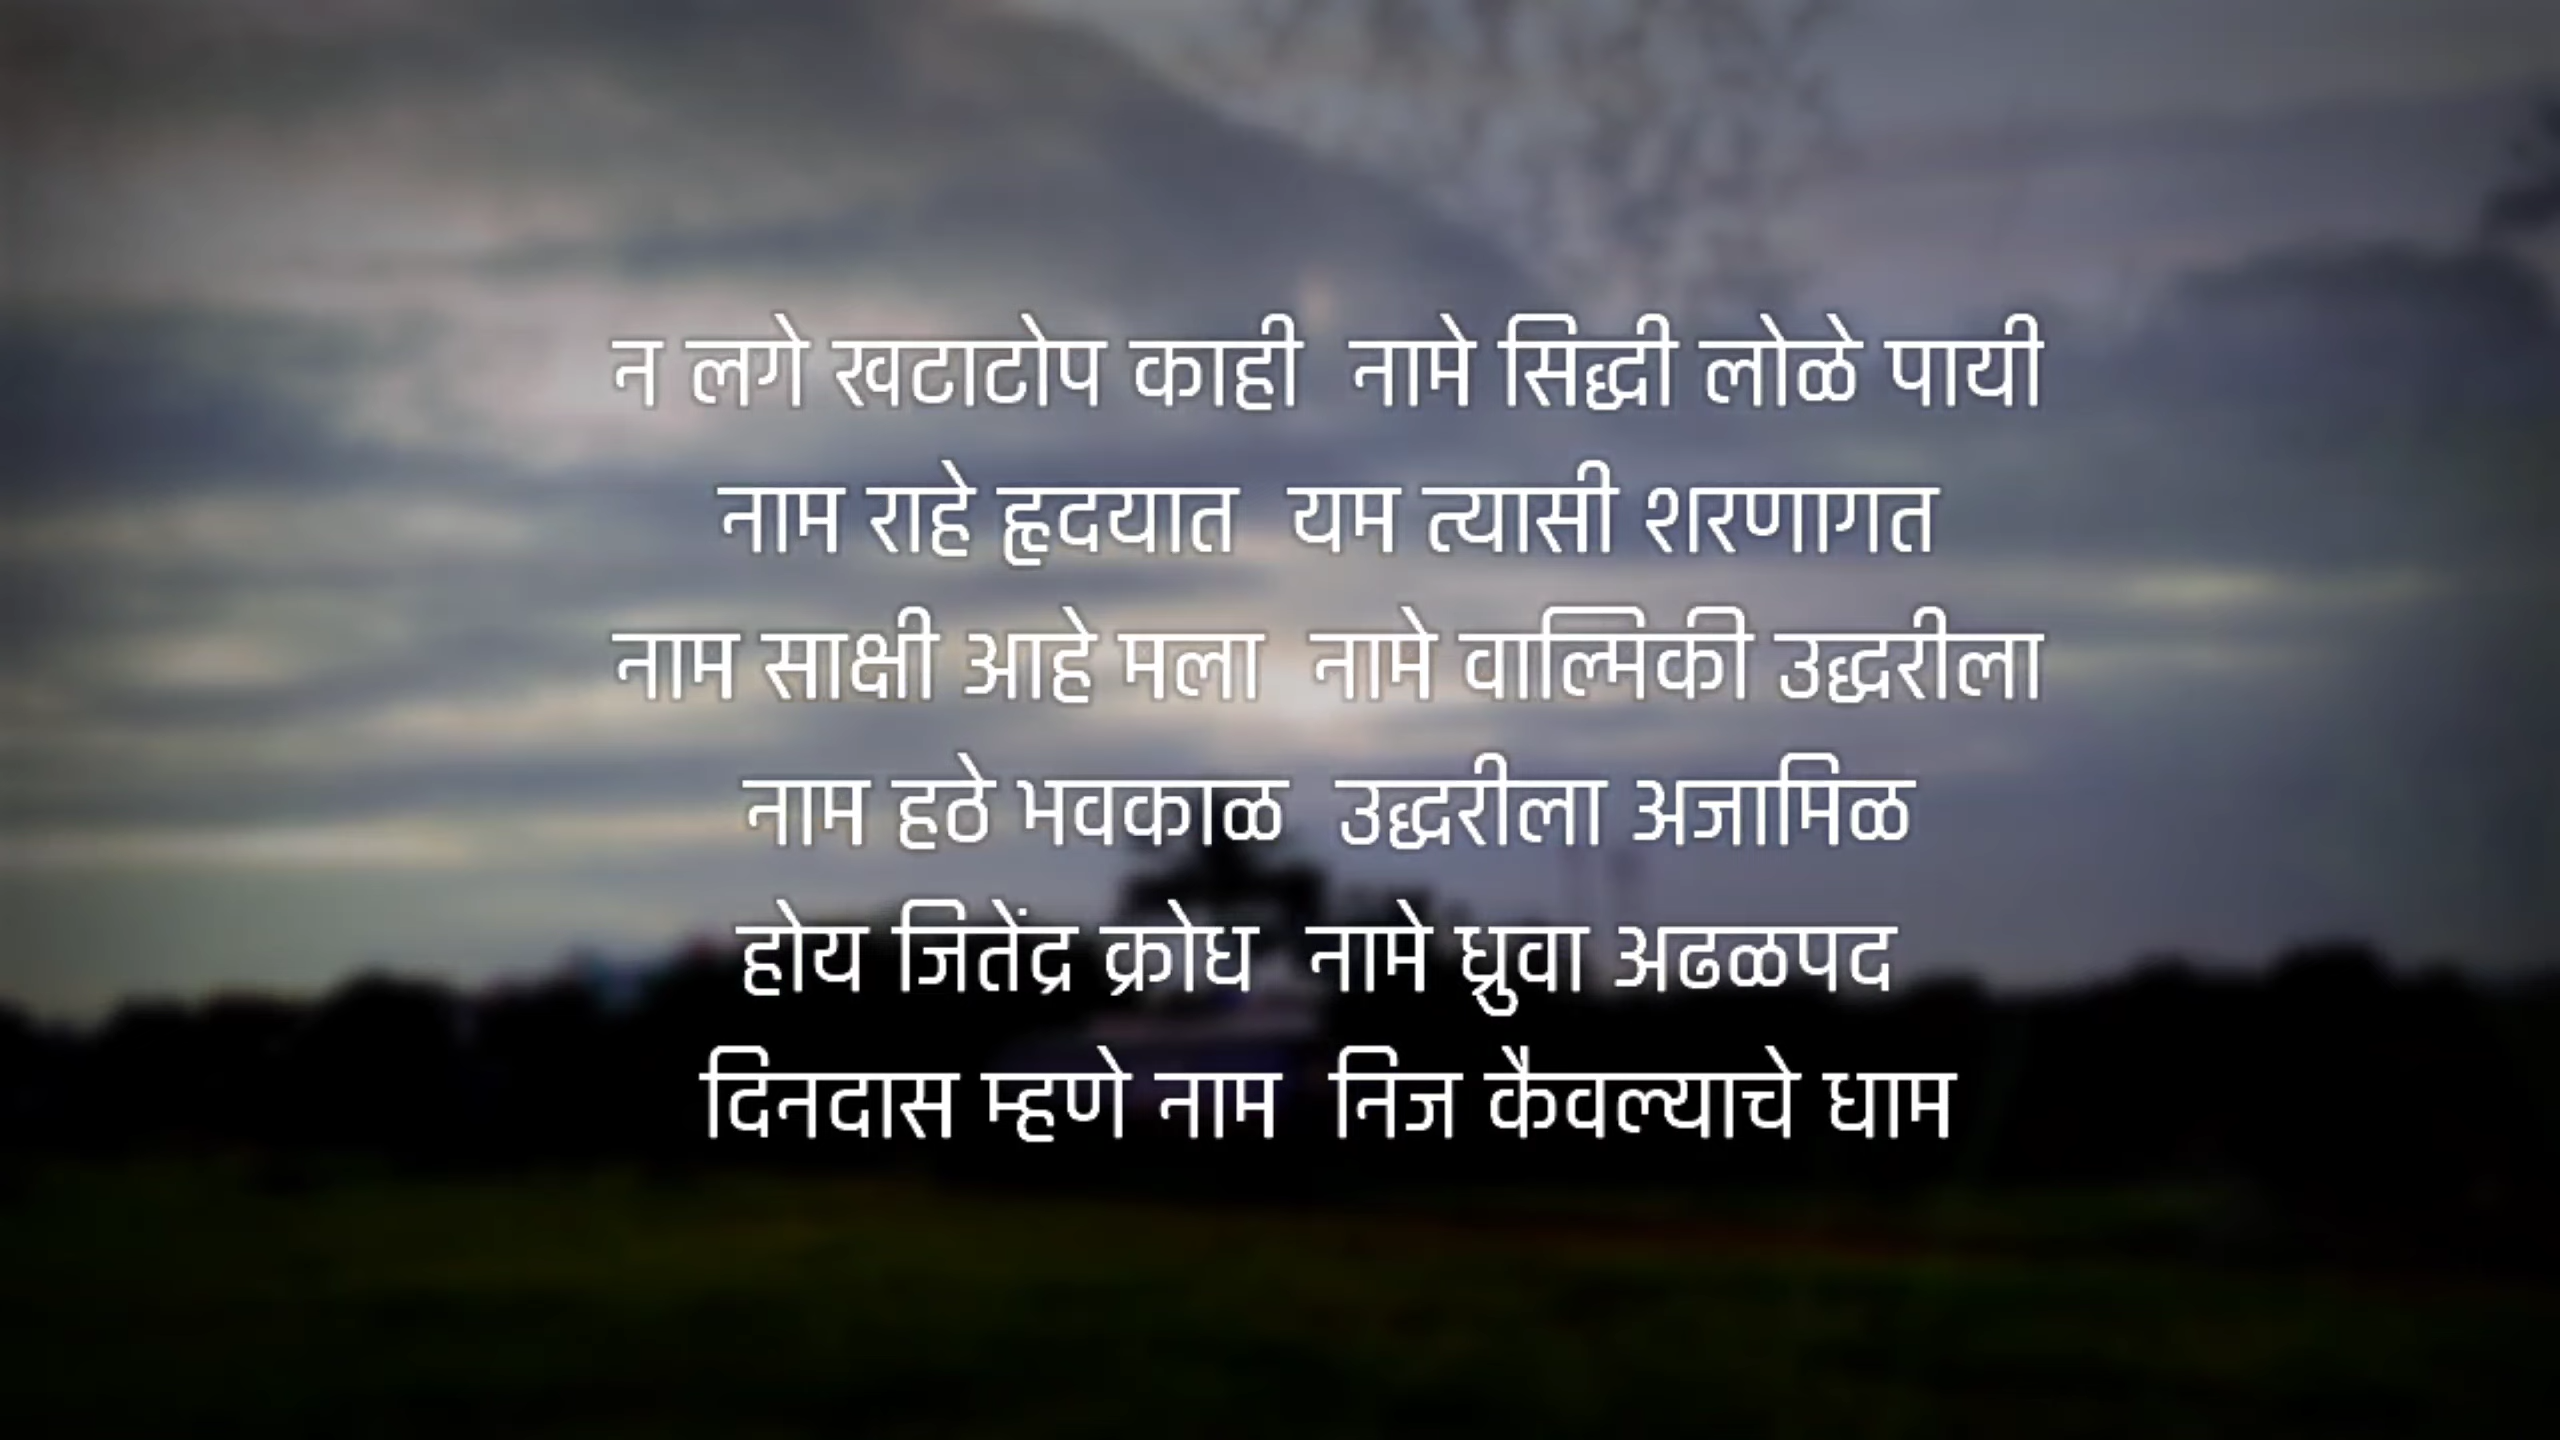 न लगे खटाटोप काही  नामे सिद्धी लोळे पायी
नाम राहे हृदयात  यम त्यासी शरणागत
नाम साक्षी आहे मला  नामे वाल्मिकी उद्धरीला
नाम हठे भवकाळ  उद्धरीला अजामिळ
होय जितेंद्र क्रोध  नामे ध्रुवा अढळपद
दिनदास म्हणे नाम  निज कैवल्याचे धाम